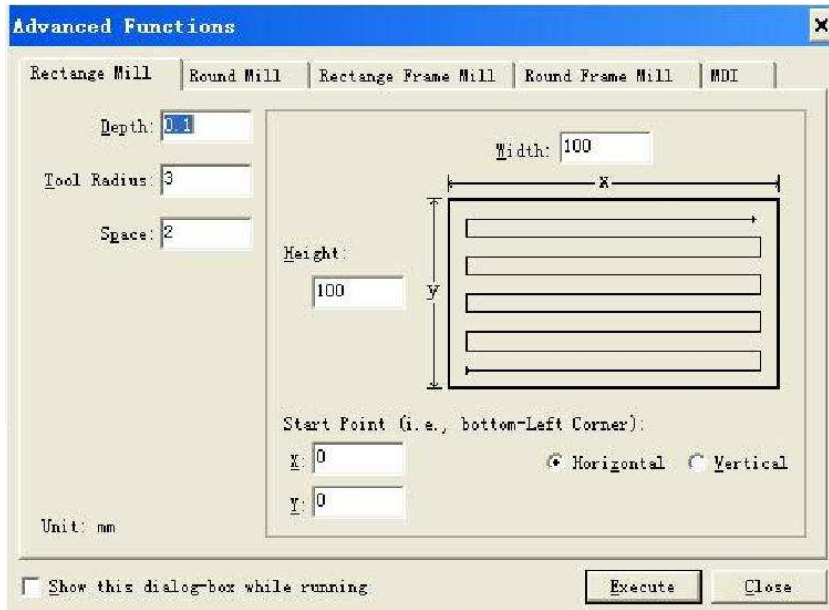 Advanced Functions
Rectange Mill Round Mill Rectange Frame Mill Round Frame Mill MDI
Depth: 0.1
Tool Radius: 3
Space: 2
Width: 100
X
Height:
100
y
Start Point (i.e., bottom-Left Corner):
X: 0
Horizontal Vertical
Y: 0
Unit: mm
Show this dialog-box while running
Execute Close